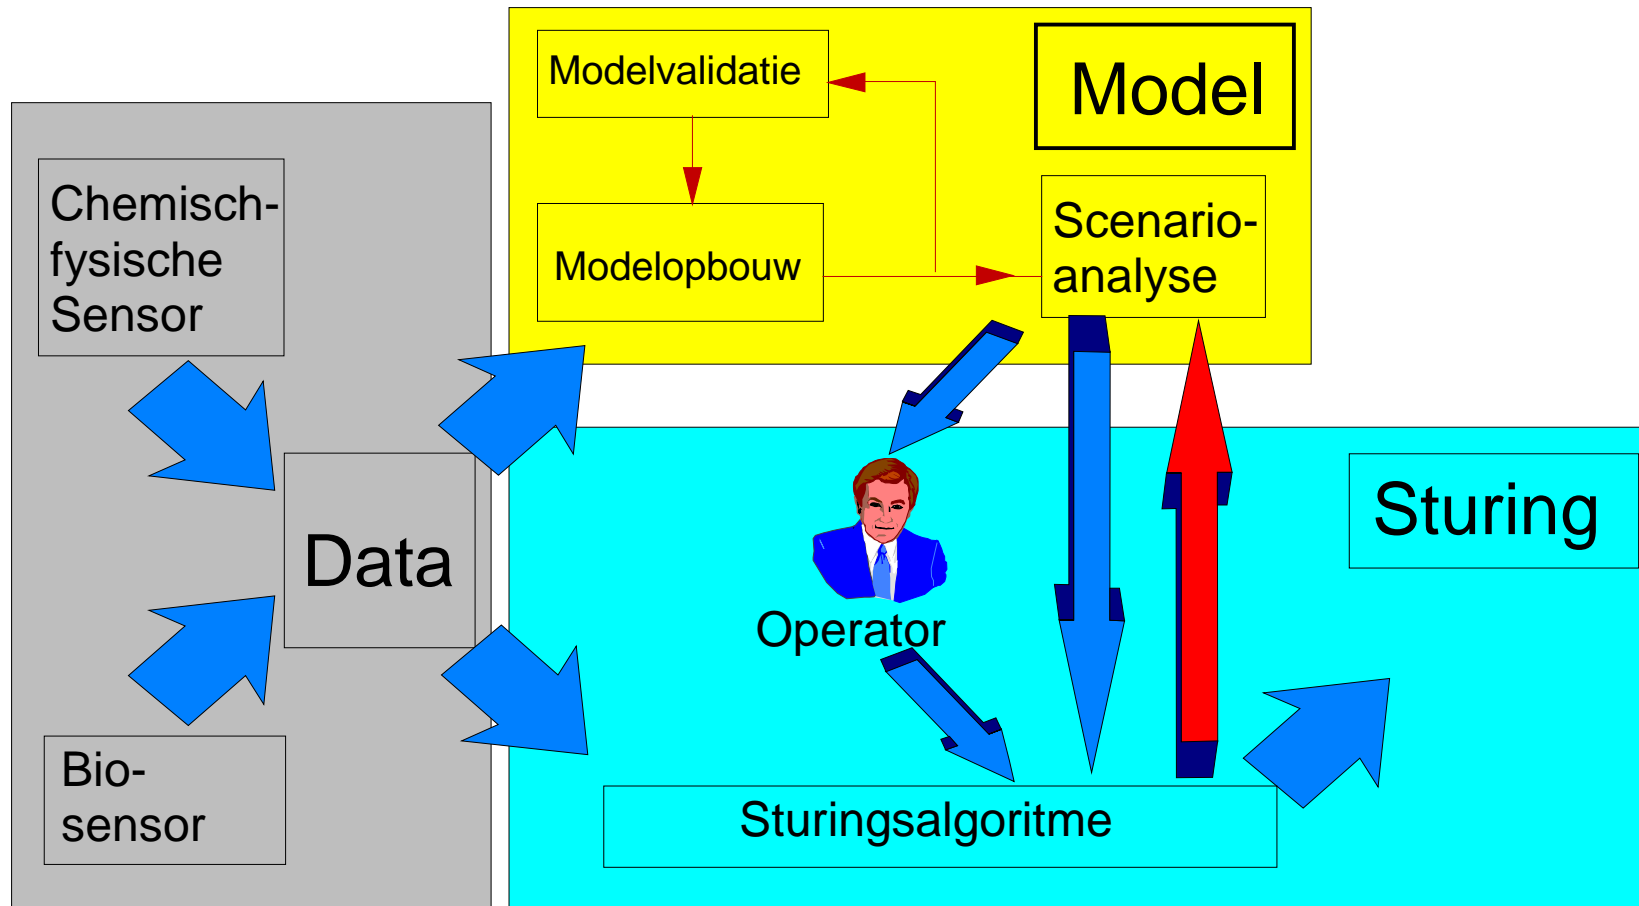 Modelvalidatie
Model
Chemisch-
fysische
Sensor
Modelopbouw
Scenario-
analyse
Data
Sturing
Operator
Bio-
sensor
Sturingsalgoritme